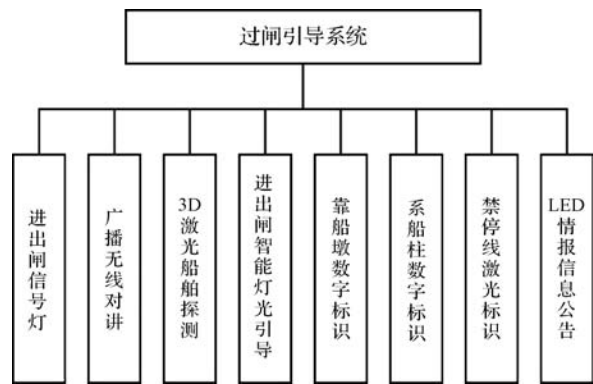 过闸引导系统
进出闸信号灯
广播无线对讲
3D激光船舶探测
进出闸智能灯光引导
靠船墩数字标识
系船柱数字标识
禁停线激光标识
LED情报信息公告